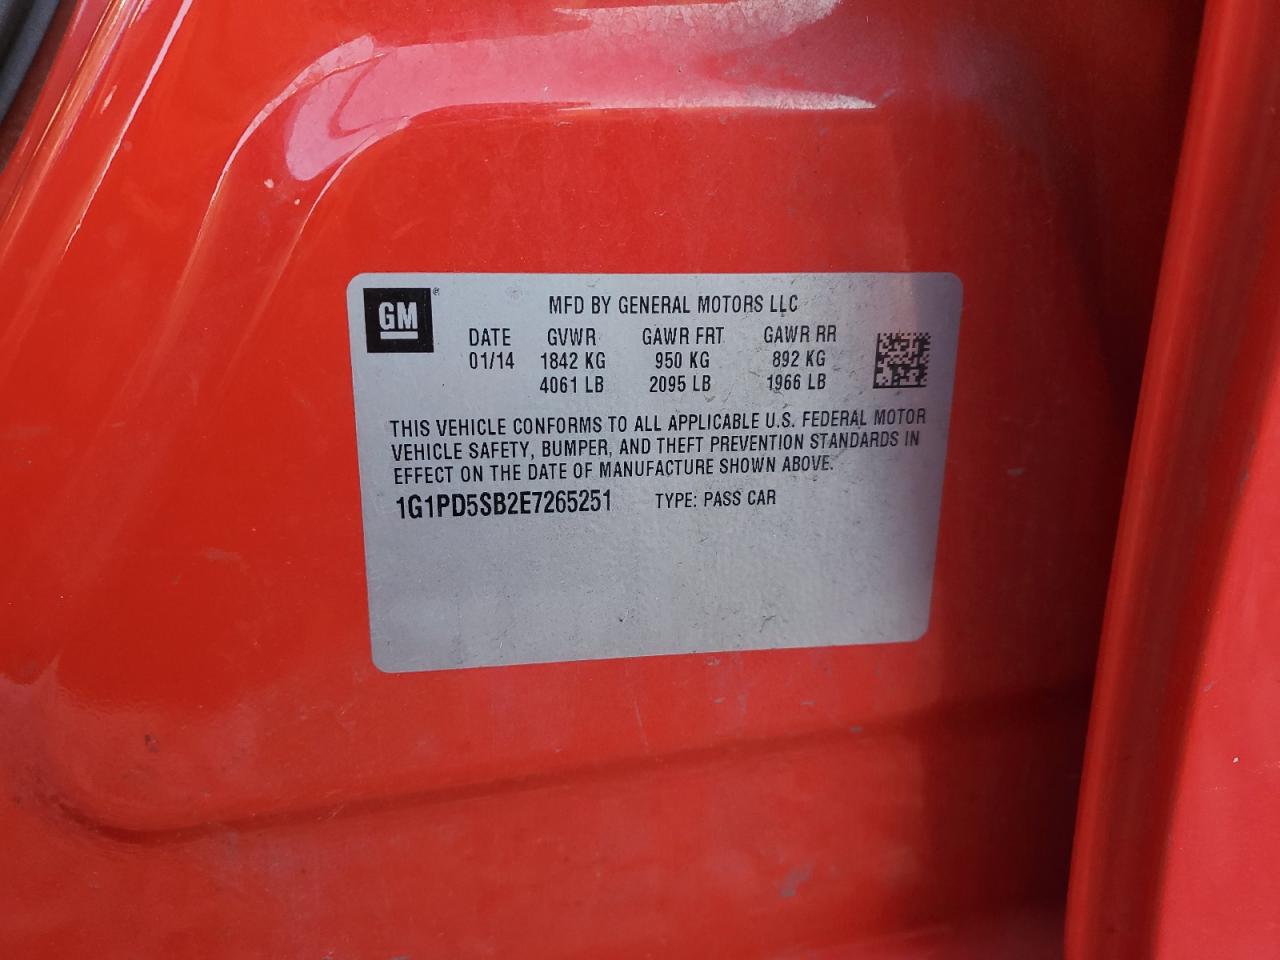 GM®
MFD BY GENERAL MOTORS LLC
DATE GVWR GAWR FRT GAWR RR
01/14 1842 KG 950 KG 892 KG
4061 LB 2095 LB 1966 LB
THIS VEHICLE CONFORMS TO ALL APPLICABLE U.S. FEDERAL MOTOR
VEHICLE SAFETY, BUMPER, AND THEFT PREVENTION STANDARDS IN
EFFECT ON THE DATE OF MANUFACTURE SHOWN ABOVE.
1G1PD5SB2E7265251 TYPE: PASS CAR